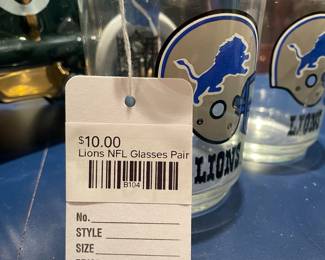 $10.00
Lions NFL Glasses Pair
B104
No.
STYLE
SIZE
LIONS
LIONS